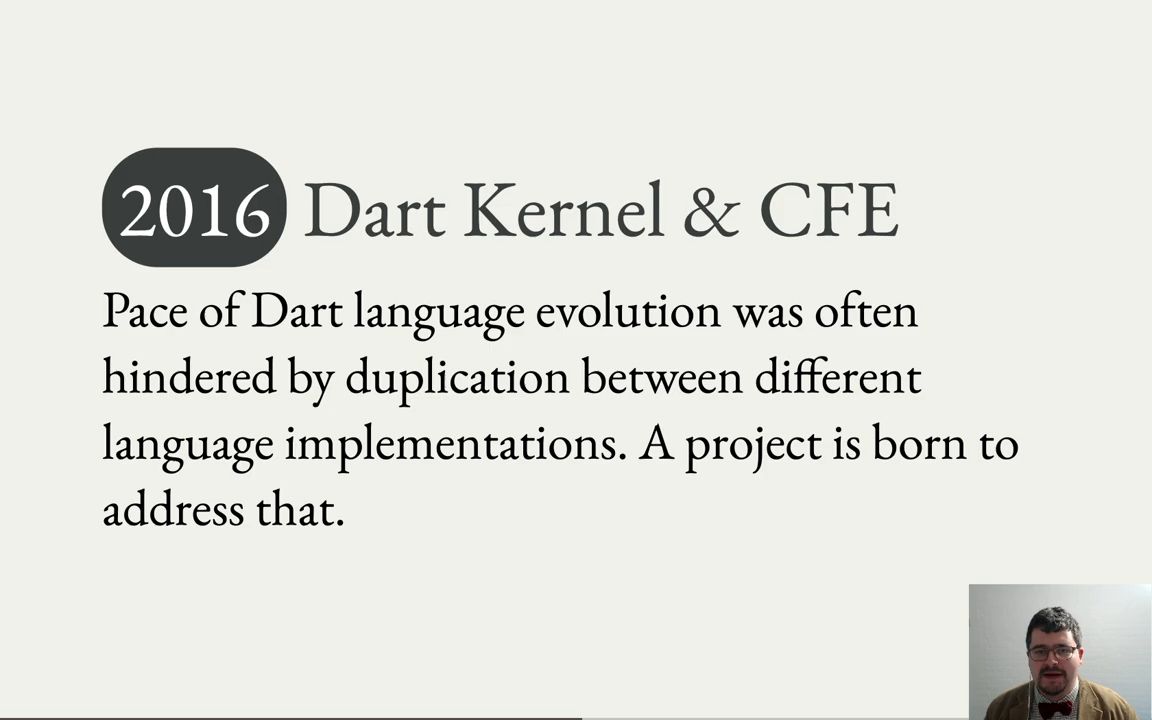 2016 Dart Kernel & CFE
Pace of Dart language evolution was often
hindered by duplication between different
language implementations. A project is born to
address that.